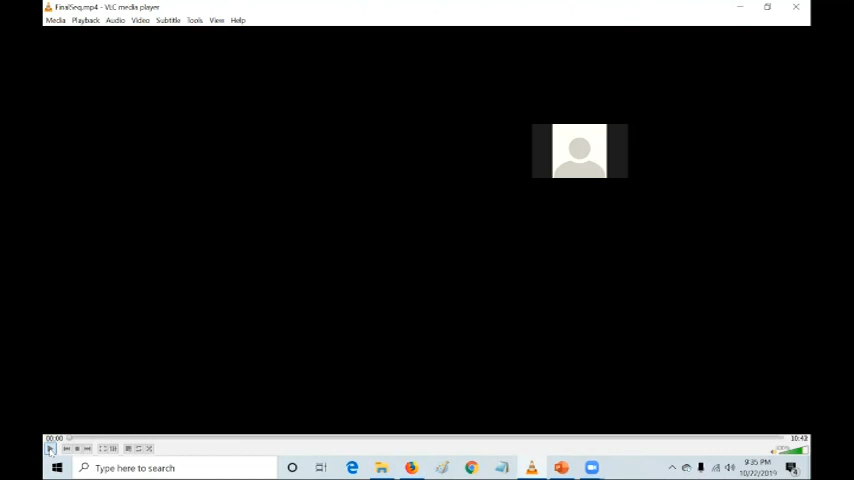 FinalSeq.mp4 - VLC media player
Media Playback Audio Video Subtitle Tools View Help
00:00
10:42
Type here to search
9:35 PM
10/22/2019